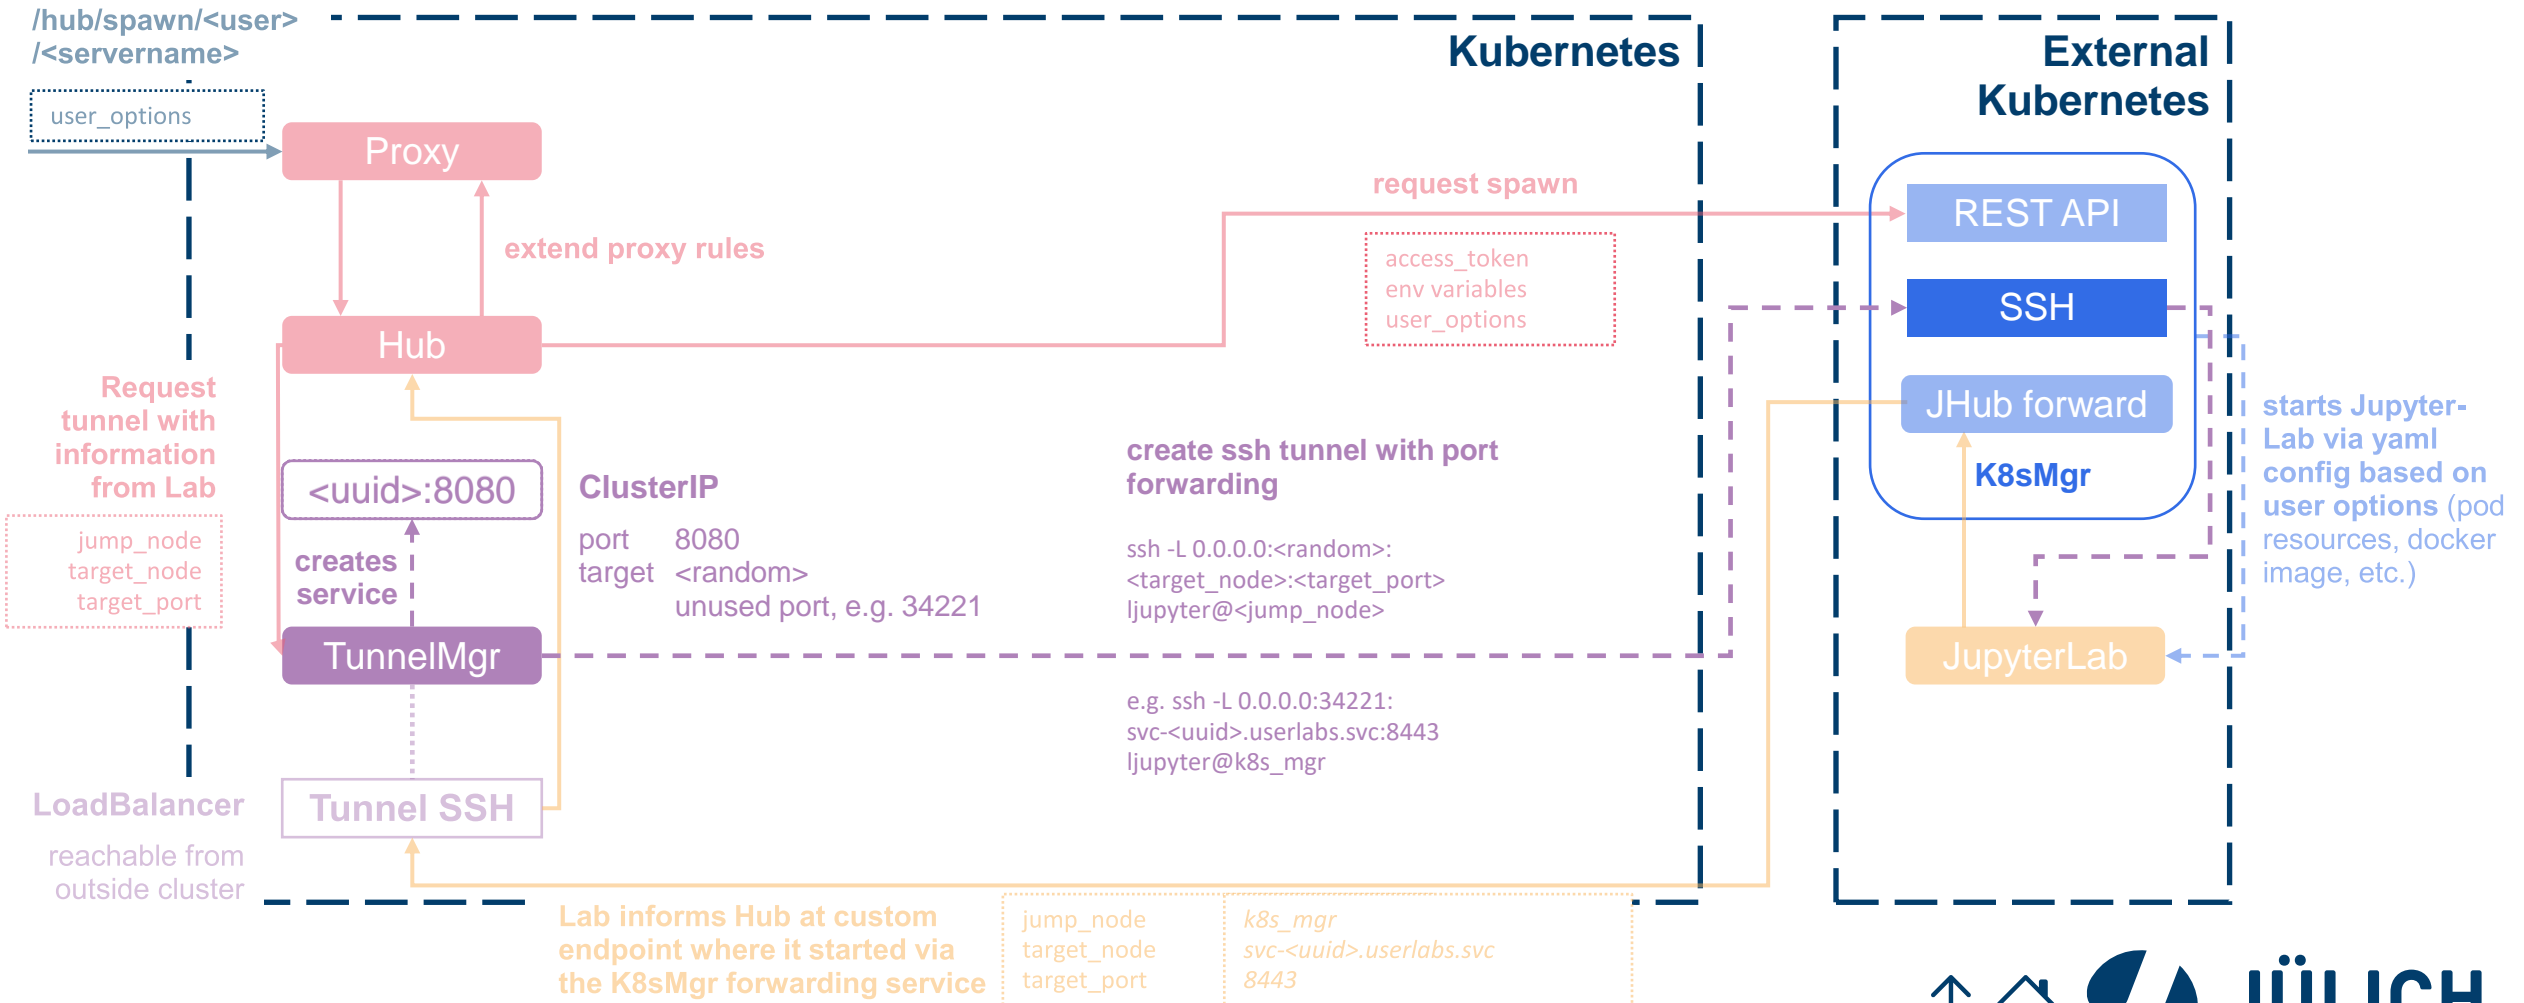 /hub/spawn/<user>
/<servername>
user_options
Kubernetes
External
Kubernetes
Proxy
extend proxy rules
request spawn
access_token
env variables
user_options
REST API
SSH
JHub forward
K8sMgr
Hub
Request
tunnel with
information
from Lab
jump_node
target_node
target_port
<uuid>:8080
ClusterIP
port 8080
target <random>
unused port, e.g. 34221
creates
service
create ssh tunnel with port
forwarding
ssh -L 0.0.0.0:<random>:
<target_node>:<target_port>
ljupyter@<jump_node>
starts Jupyter-
Lab via yaml
config based on
user options (pod
resources, docker
image, etc.)
TunnelMgr
JupyterLab
e.g. ssh -L 0.0.0.0:34221:
svc-<uuid>.userlabs.svc:8443
ljupyter@k8s_mgr
LoadBalancer
reachable from
outside cluster
Tunnel SSH
Lab informs Hub at custom
endpoint where it started via
the K8sMgr forwarding service
jump_node k8s_mgr
target_node svc-<uuid>.userlabs.svc
target_port 8443
JÜLICH